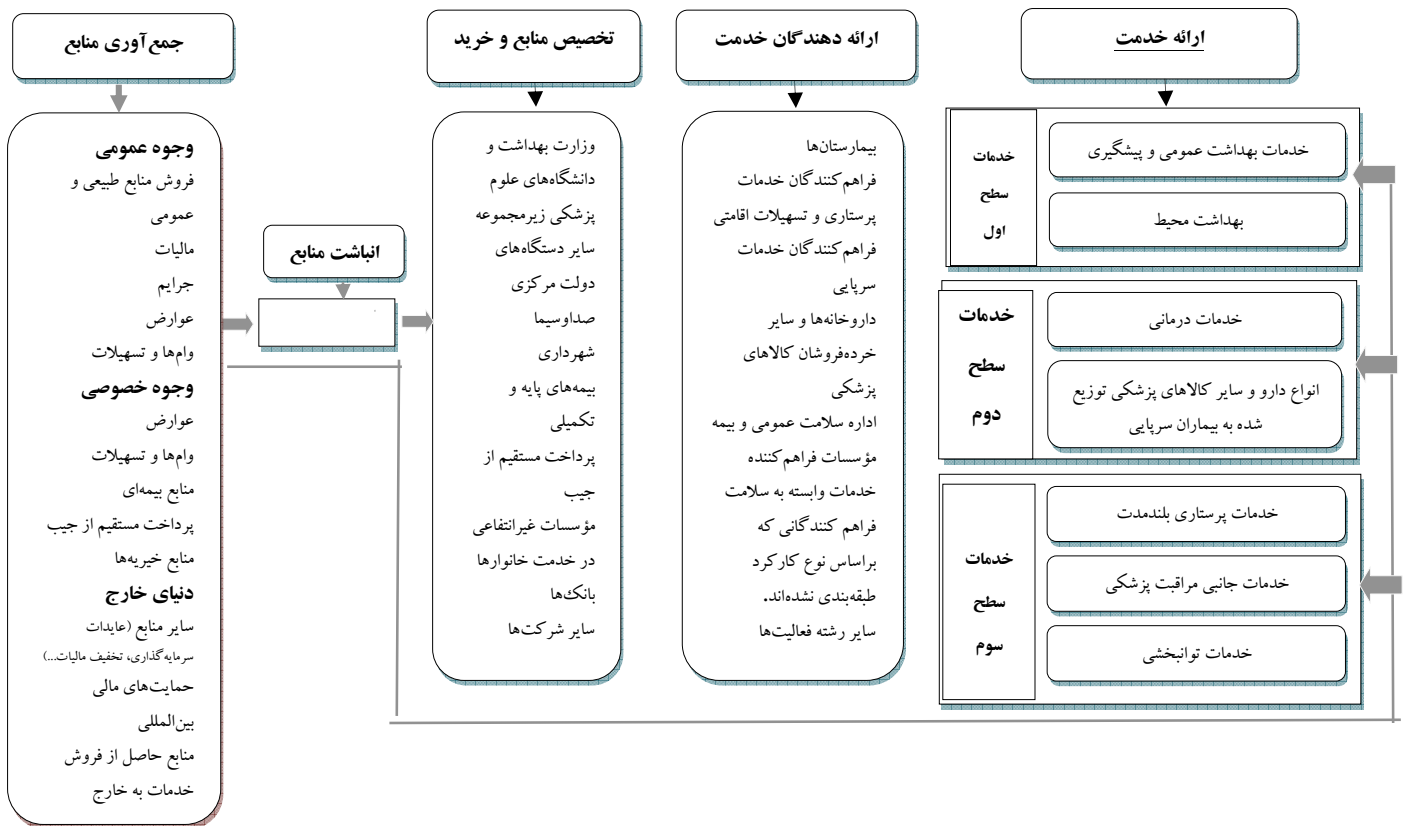 ارائه خدمت
ارائه دهندگان خدمت
تخصیص منابع و خرید
جمع‌آوری منابع
خدمات
سطح
اول
خدمات بهداشت عمومی و پیشگیری
بهداشت محیط
خدمات
سطح
دوم
خدمات درمانی
انواع دارو و سایر کالاهای پزشکی توزیع
شده به بیماران سرپایی
خدمات
سطح
سوم
خدمات پرستاری بلندمدت
خدمات جانبی مراقبت پزشکی
خدمات توانبخشی
بیمارستان‌ها
فراهم‌کنندگان خدمات
پرستاری و تسهیلات اقامتی
فراهم‌کنندگان خدمات
سرپایی
داروخانه‌ها و سایر
خرده‌فروشان کالاهای
پزشکی
اداره سلامت عمومی و بیمه
مؤسسات فراهم‌کننده
خدمات وابسته به سلامت
فراهم کنندگانی که
براساس نوع کارکرد
طبقه‌بندی نشده‌اند.
سایر رشته فعالیت‌ها
وزارت بهداشت و
دانشگاه‌های علوم
پزشکی زیرمجموعه
سایر دستگاه‌های
دولت مرکزی
صداوسیما
شهرداری
بیمه‌های پایه و
تکمیلی
پرداخت مستقیم از
جیب
مؤسسات غیرانتفاعی
در خدمت خانوارها
بانک‌ها
سایر شرکت‌ها
انباشت منابع
وجوه عمومی
فروش منابع طبیعی و
عمومی
مالیات
جرایم
عوارض
وام‌ها و تسهیلات
وجوه خصوصی
عوارض
وام‌ها و تسهیلات
منابع بیمه‌ای
پرداخت مستقیم از جیب
منابع خیریه‌ها
دنیای خارج
سایر منابع (عایدات
سرمایه‌گذاری، تخفیف مالیات...)
حمایت‌های مالی
بین‌المللی
منابع حاصل از فروش
خدمات به خارج